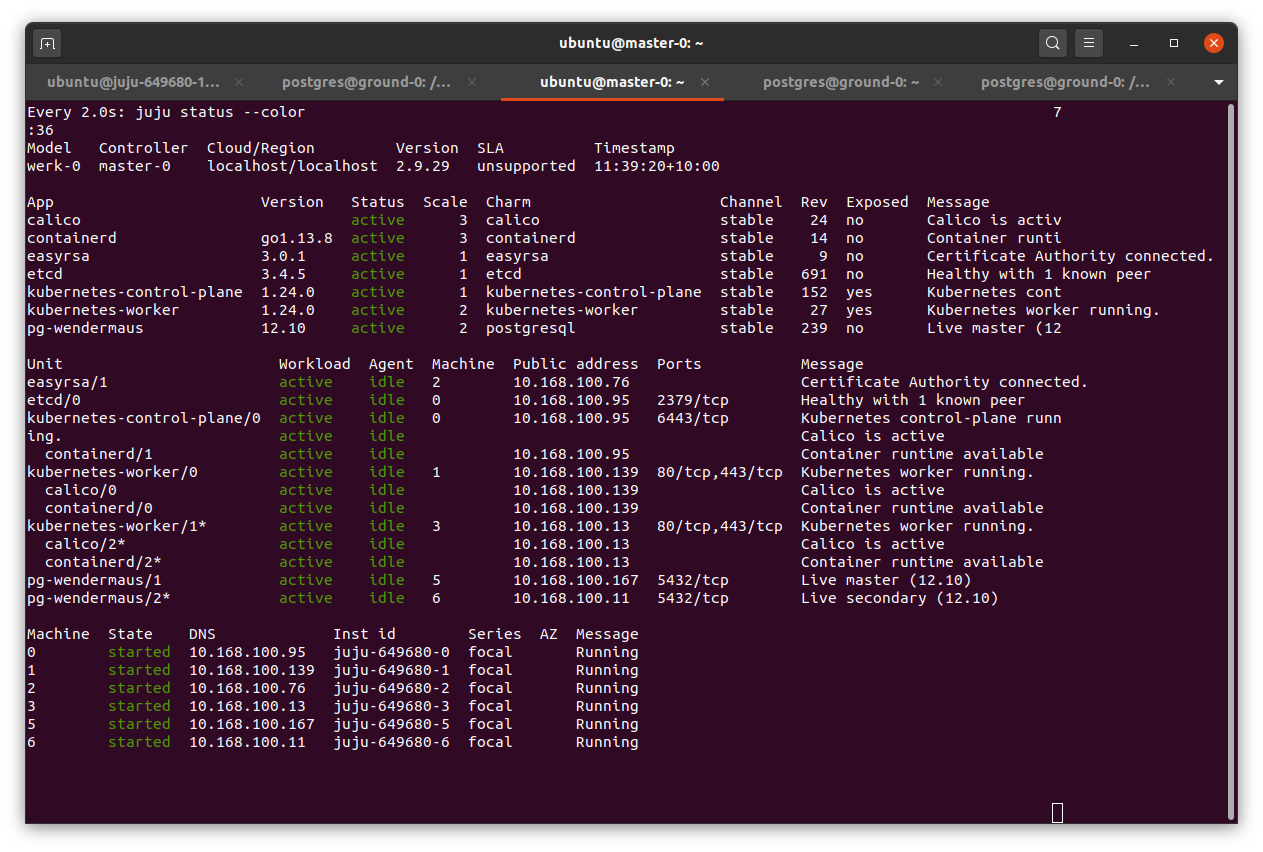 ubuntu@master-0: ~
ubuntu@juju-649680-1... × postgres@ground-0: /... × ubuntu@master-0: ~ × postgres@ground-0: ~ × postgres@ground-0: /... ×
Every 2.0s: juju status --color 7
:36
Model Controller Cloud/Region Version SLA Timestamp
werk-0 master-0 localhost/localhost 2.9.29 unsupported 11:39:20+10:00
App Version Status Scale Charm Channel Rev Exposed Message
calico active 3 calico stable 24 no Calico is activ
containerd go1.13.8 active 3 containerd stable 14 no Container runti
easyrsa 3.0.1 active 1 easyrsa stable 9 no Certificate Authority connected.
etcd 3.4.5 active 1 etcd stable 691 no Healthy with 1 known peer
kubernetes-control-plane 1.24.0 active 1 kubernetes-control-plane stable 152 yes Kubernetes cont
kubernetes-worker 1.24.0 active 2 kubernetes-worker stable 27 yes Kubernetes worker running.
pg-wendermaus 12.10 active 2 postgresql stable 239 no Live master (12
Unit Workload Agent Machine Public address Ports Message
easyrsa/1 active idle 2 10.168.100.76 Certificate Authority connected.
etcd/0 active idle 0 10.168.100.95 2379/tcp Healthy with 1 known peer
kubernetes-control-plane/0 active idle 0 10.168.100.95 6443/tcp Kubernetes control-plane runn
ing. active idle Calico is active
containerd/1 active idle 10.168.100.95 Container runtime available
kubernetes-worker/0 active idle 1 10.168.100.139 80/tcp,443/tcp Kubernetes worker running.
calico/0 active idle 10.168.100.139 Calico is active
containerd/0 active idle 10.168.100.139 Container runtime available
kubernetes-worker/1* active idle 3 10.168.100.13 80/tcp,443/tcp Kubernetes worker running.
calico/2* active idle 10.168.100.13 Calico is active
containerd/2* active idle 10.168.100.13 Container runtime available
pg-wendermaus/1 active idle 5 10.168.100.167 5432/tcp Live master (12.10)
pg-wendermaus/2* active idle 6 10.168.100.11 5432/tcp Live secondary (12.10)
Machine State DNS Inst id Series AZ Message
0 started 10.168.100.95 juju-649680-0 focal Running
1 started 10.168.100.139 juju-649680-1 focal Running
2 started 10.168.100.76 juju-649680-2 focal Running
3 started 10.168.100.13 juju-649680-3 focal Running
5 started 10.168.100.167 juju-649680-5 focal Running
6 started 10.168.100.11 juju-649680-6 focal Running